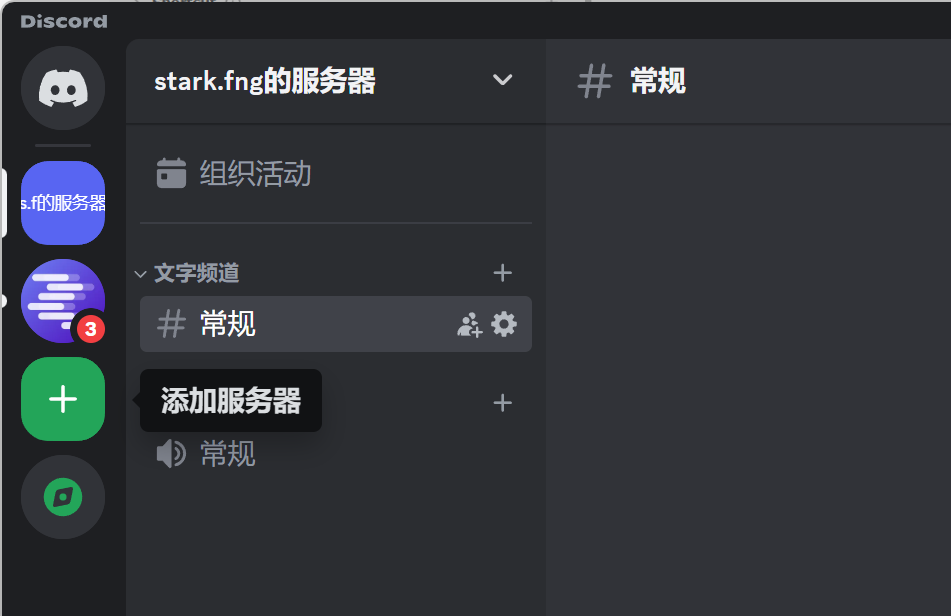 Discord
stark.fng的服务器
常规
组织活动
s.f的服务器
文字频道
3
常规
添加服务器
常规